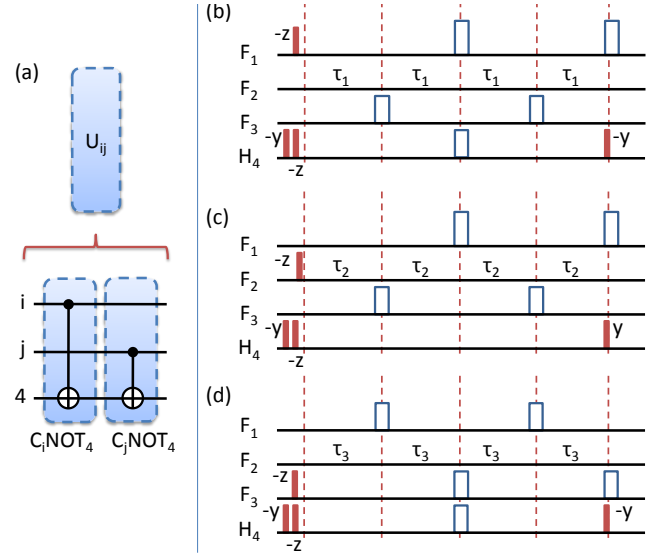 (a)
U_ij
i
j
4
C_iNOT_4 C_jNOT_4
(b)
-z
F_1
τ_1 τ_1 τ_1 τ_1
F_2
F_3
-y -y
H_4
-z
(c)
F_1
-z
τ_2 τ_2 τ_2 τ_2
F_2
F_3
-y y
H_4
-z
(d)
F_1
τ_3 τ_3 τ_3 τ_3
F_2
-z
F_3
-y -y
H_4
-z